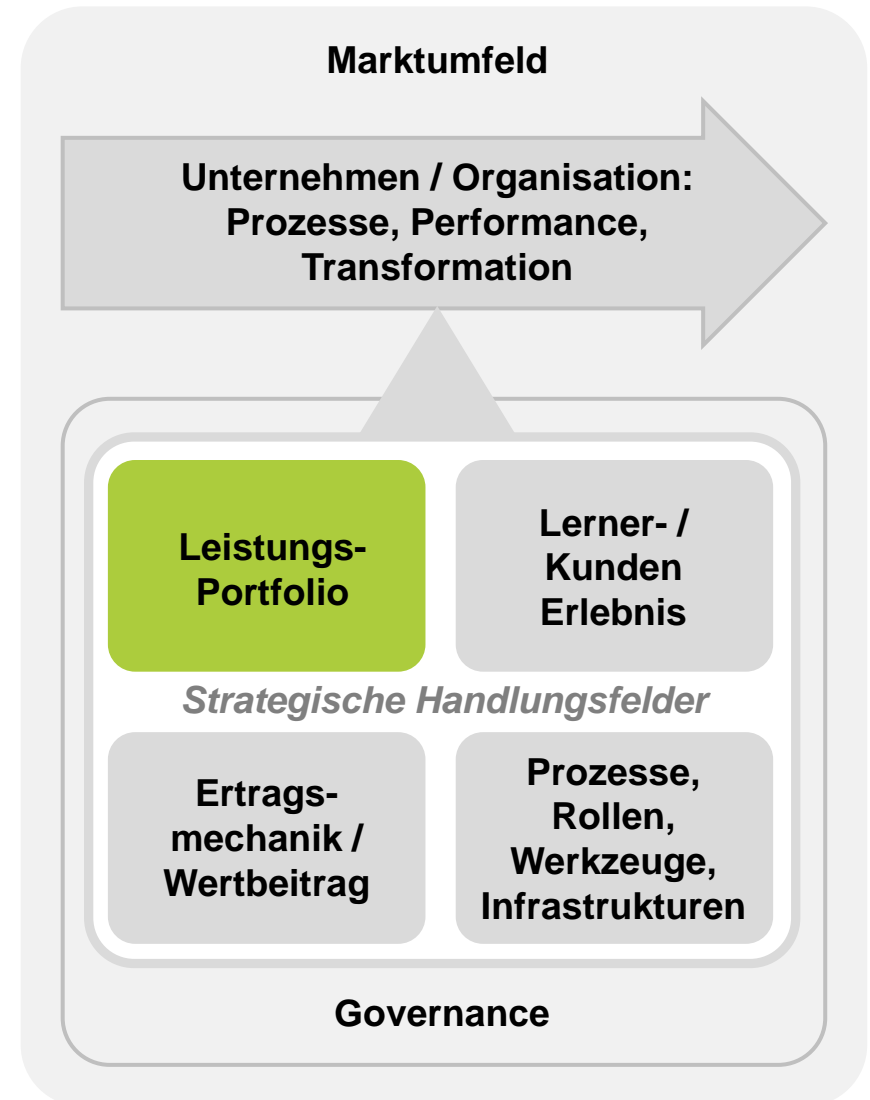 Marktumfeld
Unternehmen / Organisation:
Prozesse, Performance,
Transformation
Leistungs-
Portfolio
Lerner- /
Kunden
Erlebnis
Strategische Handlungsfelder
Ertrags-
mechanik /
Wertbeitrag
Prozesse,
Rollen,
Werkzeuge,
Infrastrukturen
Governance